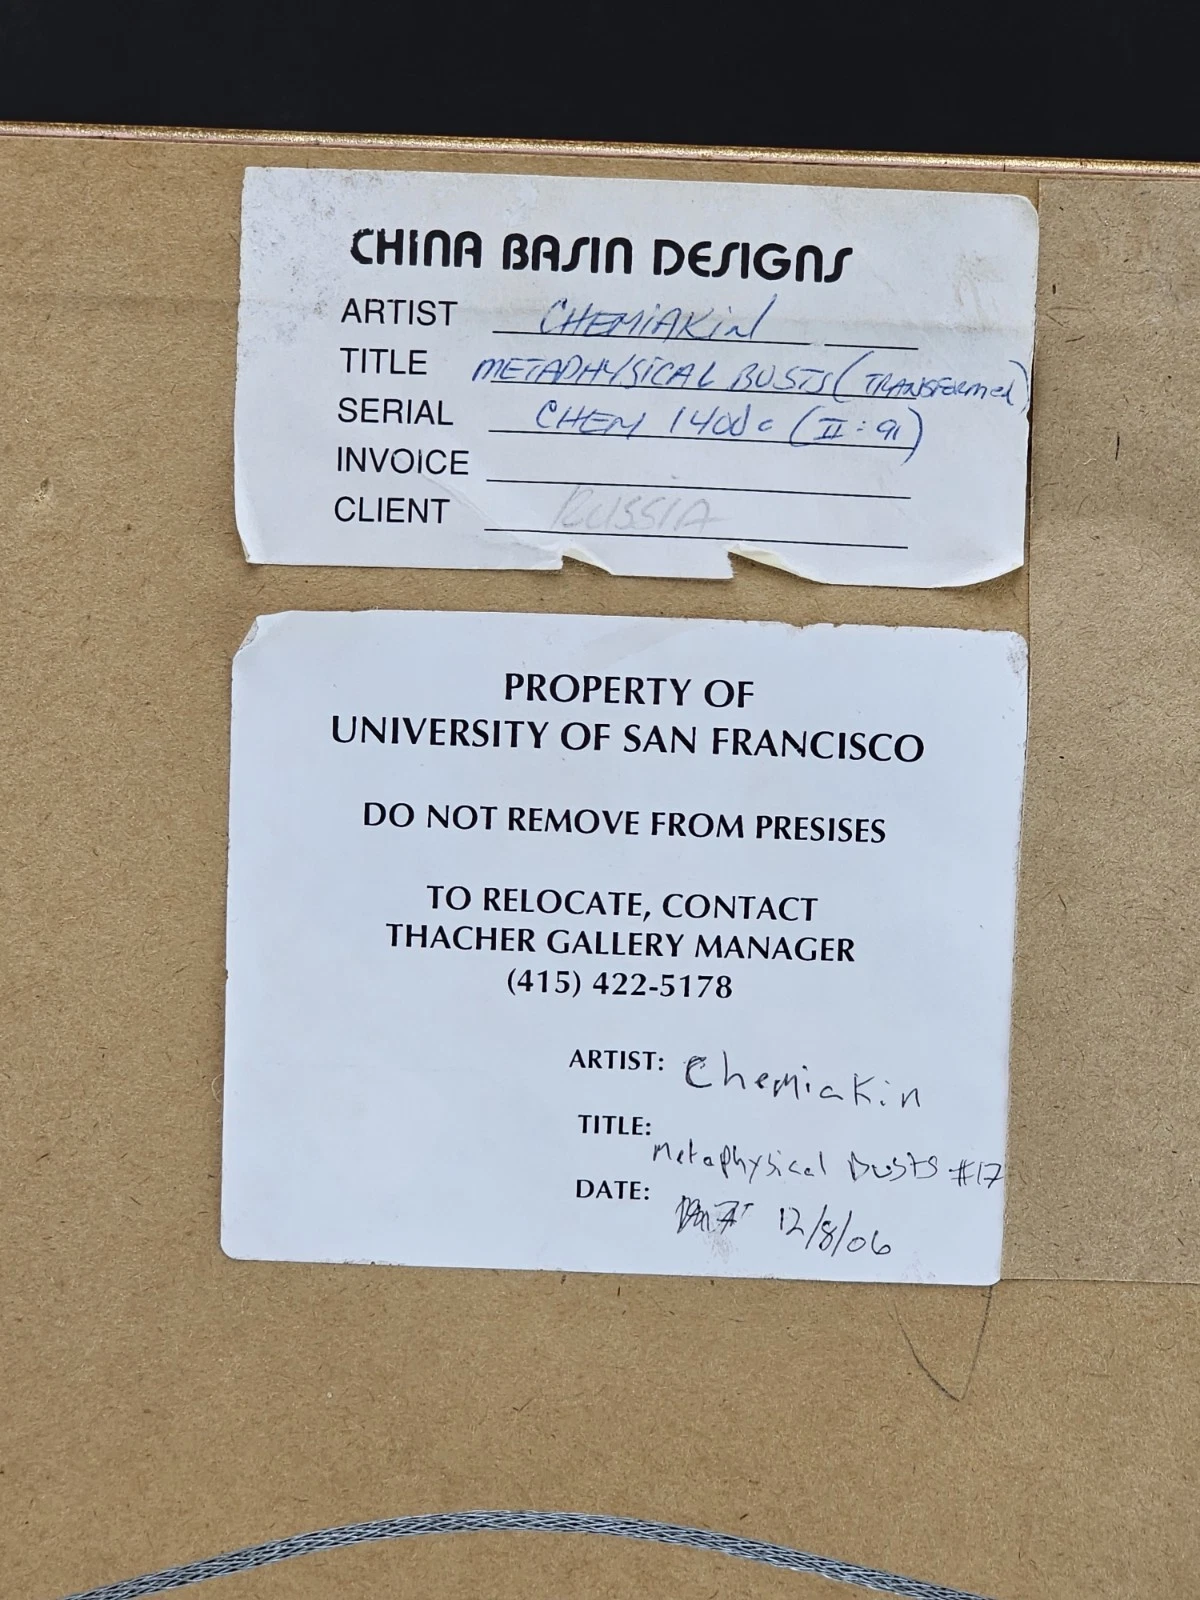 CHINA BASIN DESIGNS
ARTIST CHEMIAKIN
TITLE METAPHYSICAL BUSTS (TRANSFORMED)
SERIAL CHEM 1400c (II:91)
INVOICE
CLIENT RUSSIA
PROPERTY OF
UNIVERSITY OF SAN FRANCISCO
DO NOT REMOVE FROM PRESISES
TO RELOCATE, CONTACT
THACHER GALLERY MANAGER
(415) 422-5178
ARTIST: Chemiakin
TITLE:
Metaphysical Busts #17
DATE: 12/8/06